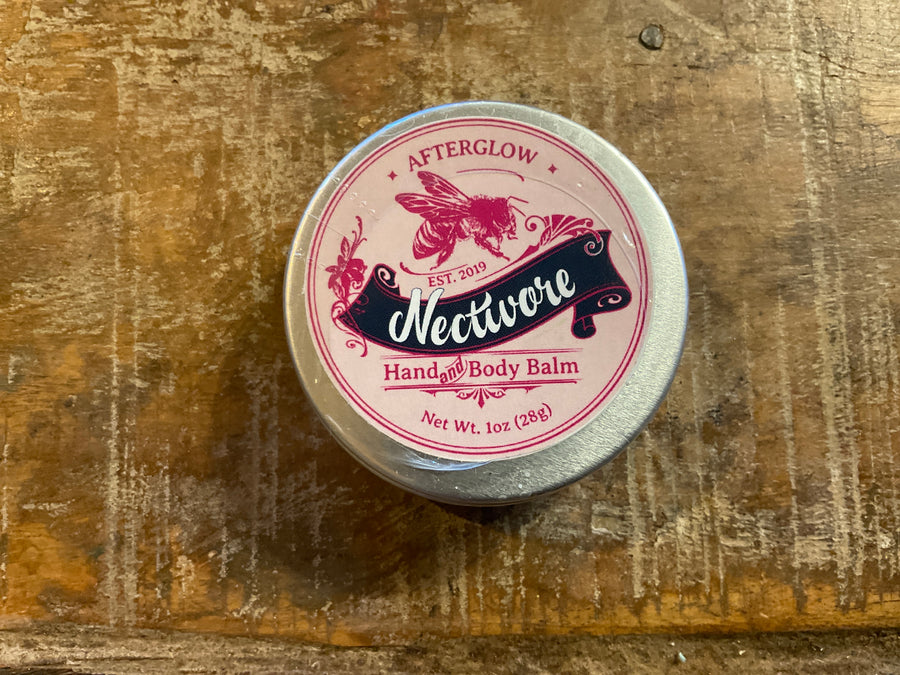 AFTERGLOW
EST. 2019
Nectivore
Hand and Body Balm
Net Wt. 1oz (28g)